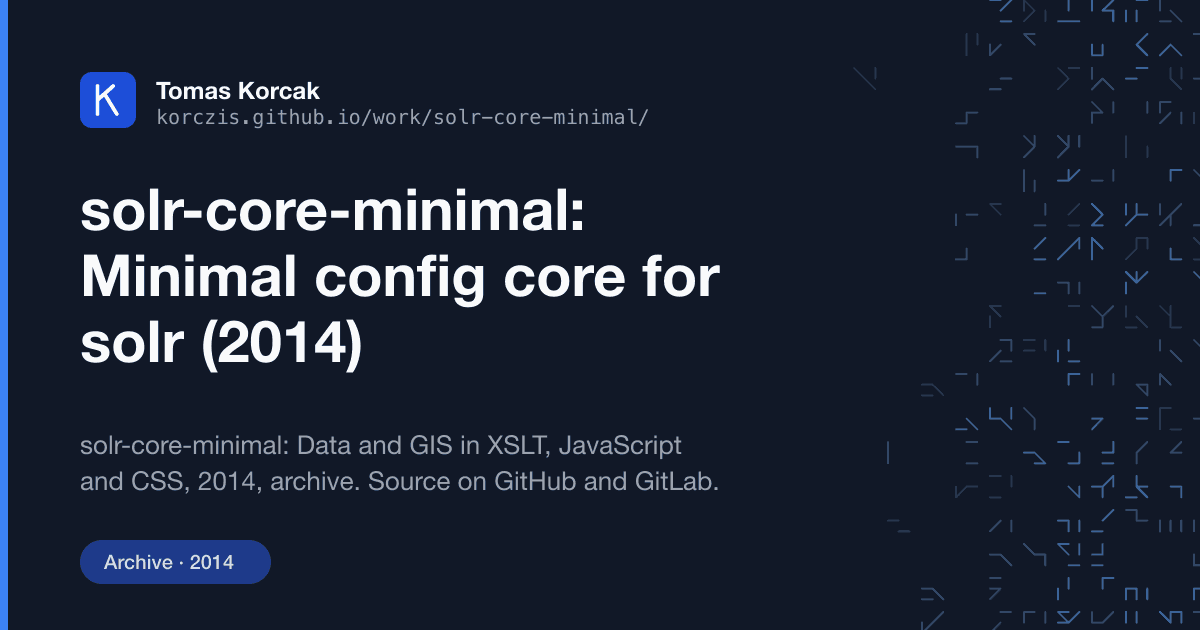 K
Tomas Korcak
korczis.github.io/work/solr-core-minimal/
solr-core-minimal:
Minimal config core for
solr (2014)
solr-core-minimal: Data and GIS in XSLT, JavaScript
and CSS, 2014, archive. Source on GitHub and GitLab.
Archive · 2014